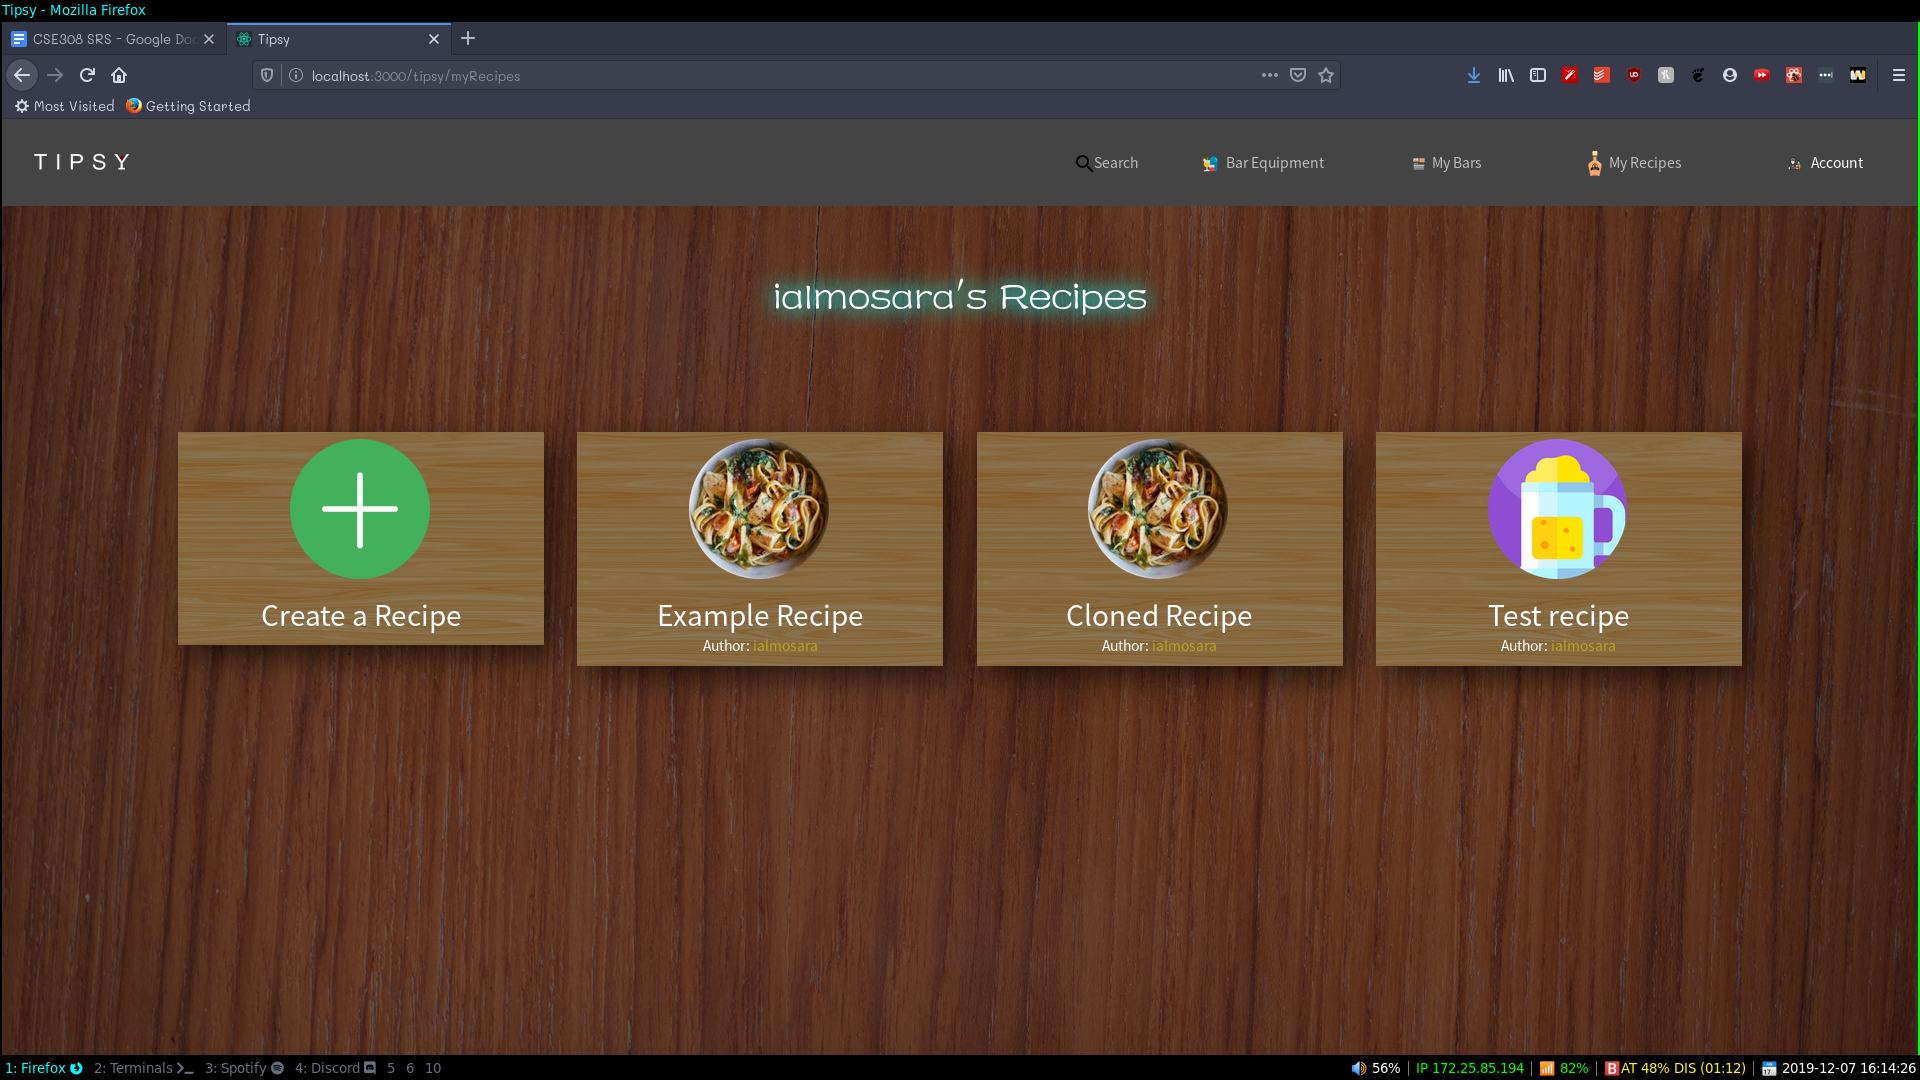 Tipsy - Mozilla Firefox
CSE308 SRS - Google Doc
Tipsy
localhost:3000/tipsy/myRecipes
Most Visited
Getting Started
TIPSY
Search
Bar Equipment
My Bars
My Recipes
Account
ialmosara's Recipes
Create a Recipe
Example Recipe
Author: ialmosara
Cloned Recipe
Author: ialmosara
Test recipe
Author: ialmosara
1: Firefox
2: Terminals
3: Spotify
4: Discord
5
6
10
56%
IP 172.25.85.194
82%
BAT 48% DIS (01:12)
2019-12-07 16:14:26